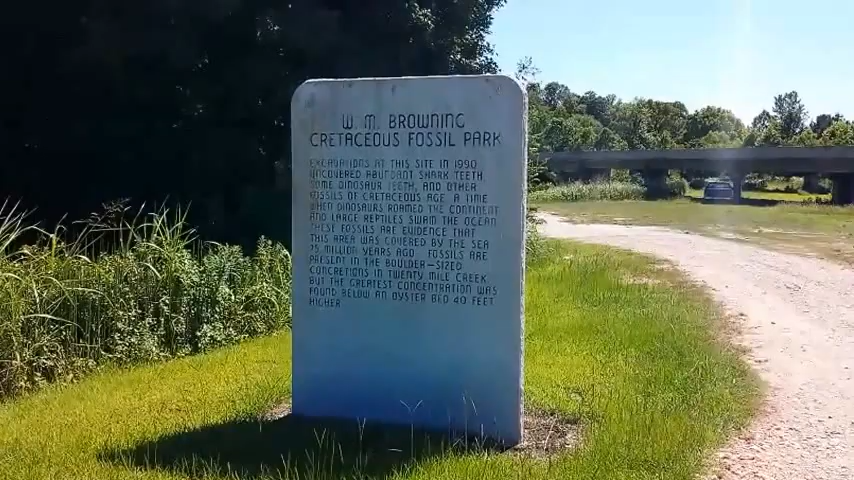 W. M. BROWNING
CRETACEOUS FOSSIL PARK
EXCAVATIONS AT THIS SITE IN 1990
UNCOVERED ABUNDANT SHARK TEETH,
SOME DINOSAUR TEETH, AND OTHER
FOSSILS OF CRETACEOUS AGE, A TIME
WHEN DINOSAURS ROAMED THE CONTINENT
AND LARGE REPTILES SWAM THE OCEAN.
THESE FOSSILS ARE EVIDENCE THAT
THIS AREA WAS COVERED BY THE SEA
75 MILLION YEARS AGO. FOSSILS ARE
PRESENT IN THE BOULDER-SIZED
CONCRETIONS IN TWENTY MILE CREEK,
BUT THE GREATEST CONCENTRATION WAS
FOUND BELOW AN OYSTER BED 40 FEET
HIGHER